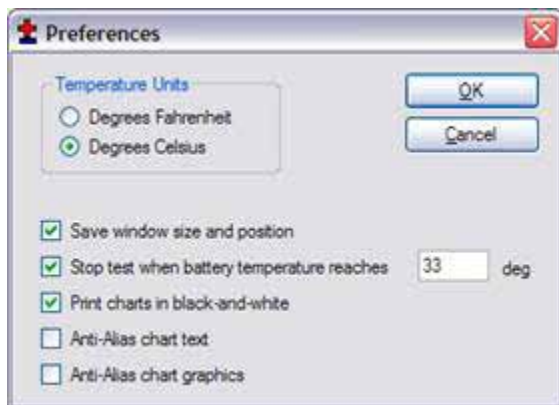 Preferences
Temperature Units
Degrees Fahrenheit
Degrees Celsius
OK
Cancel
Save window size and position
Stop test when battery temperature reaches 33 deg
Print charts in black-and-white
Anti-Alias chart text
Anti-Alias chart graphics